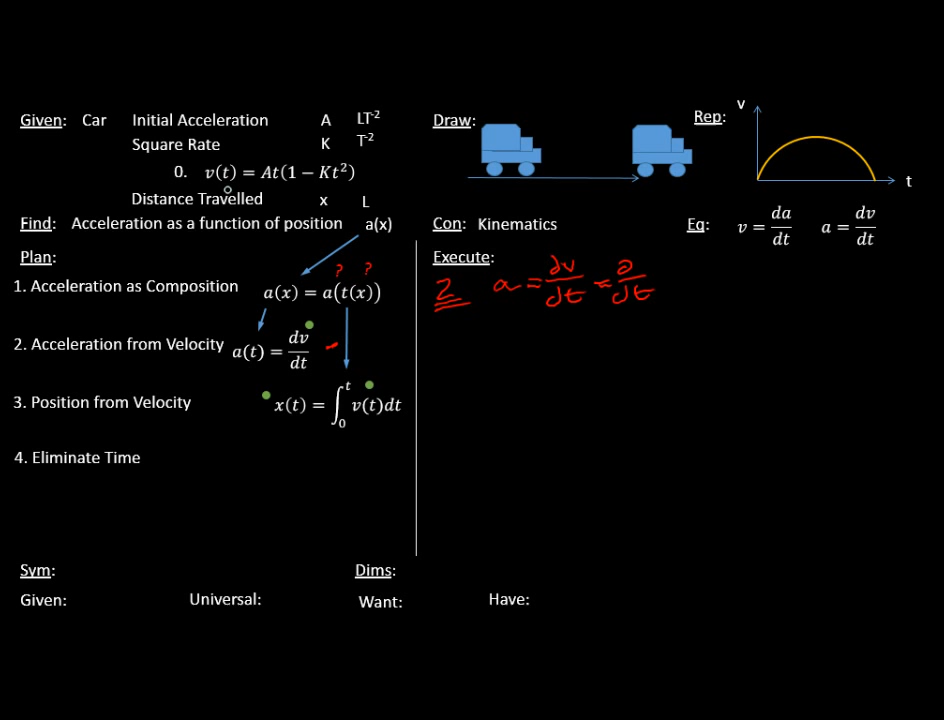 Given: Car Initial Acceleration A LT⁻²
Square Rate K T⁻²
0. v(t) = At(1 − Kt²)
Distance Travelled x L
Find: Acceleration as a function of position a(x)
Plan:
1. Acceleration as Composition a(x) = a(t(x))
? ?
2. Acceleration from Velocity a(t) = dv/dt
3. Position from Velocity x(t) = ∫₀ᵗ v(t)dt
4. Eliminate Time
Draw:
Rep: v t
Con: Kinematics
Eq: v = da/dt a = dv/dt
Execute:
2 a = dv/dt = ∂/dt
Sym: Dims:
Given: Universal: Want: Have: